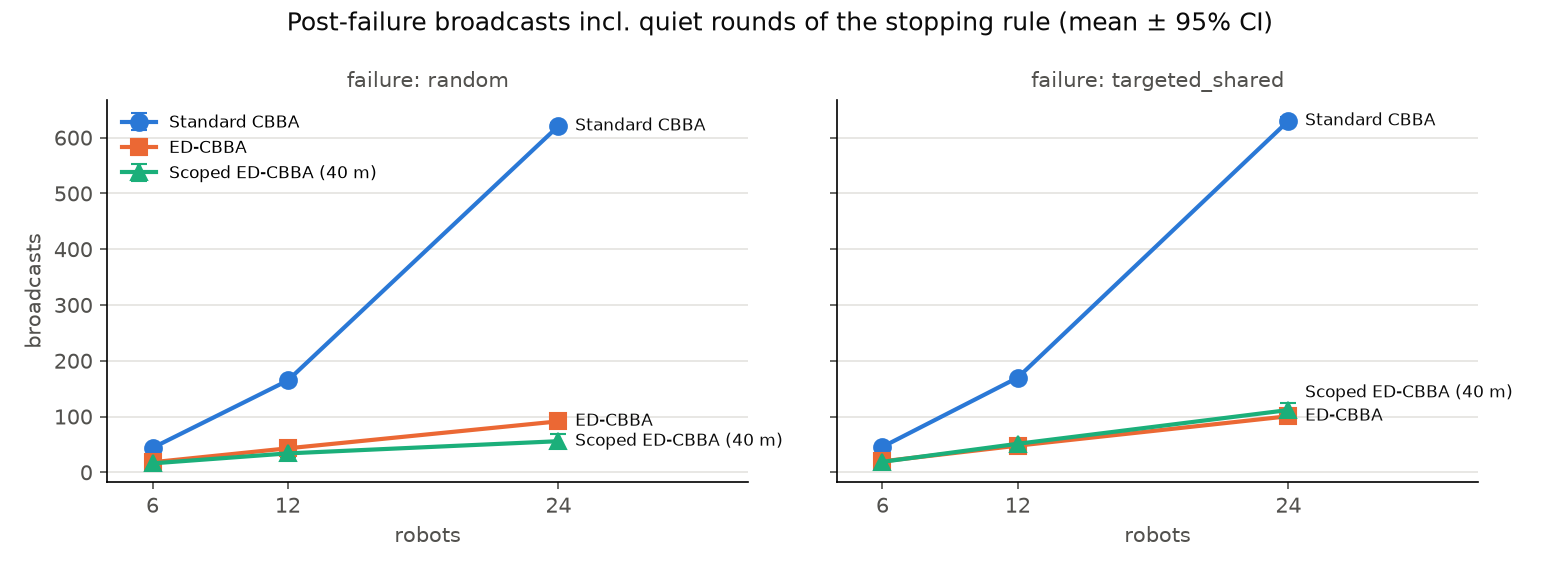 Post-failure broadcasts incl. quiet rounds of the stopping rule (mean ± 95% CI)
failure: random
Standard CBBA
ED-CBBA
Scoped ED-CBBA (40 m)
Standard CBBA
ED-CBBA
Scoped ED-CBBA (40 m)
600
500
400
300
200
100
0
broadcasts
6
12
24
robots
failure: targeted_shared
Standard CBBA
Scoped ED-CBBA (40 m)
ED-CBBA
6
12
24
robots